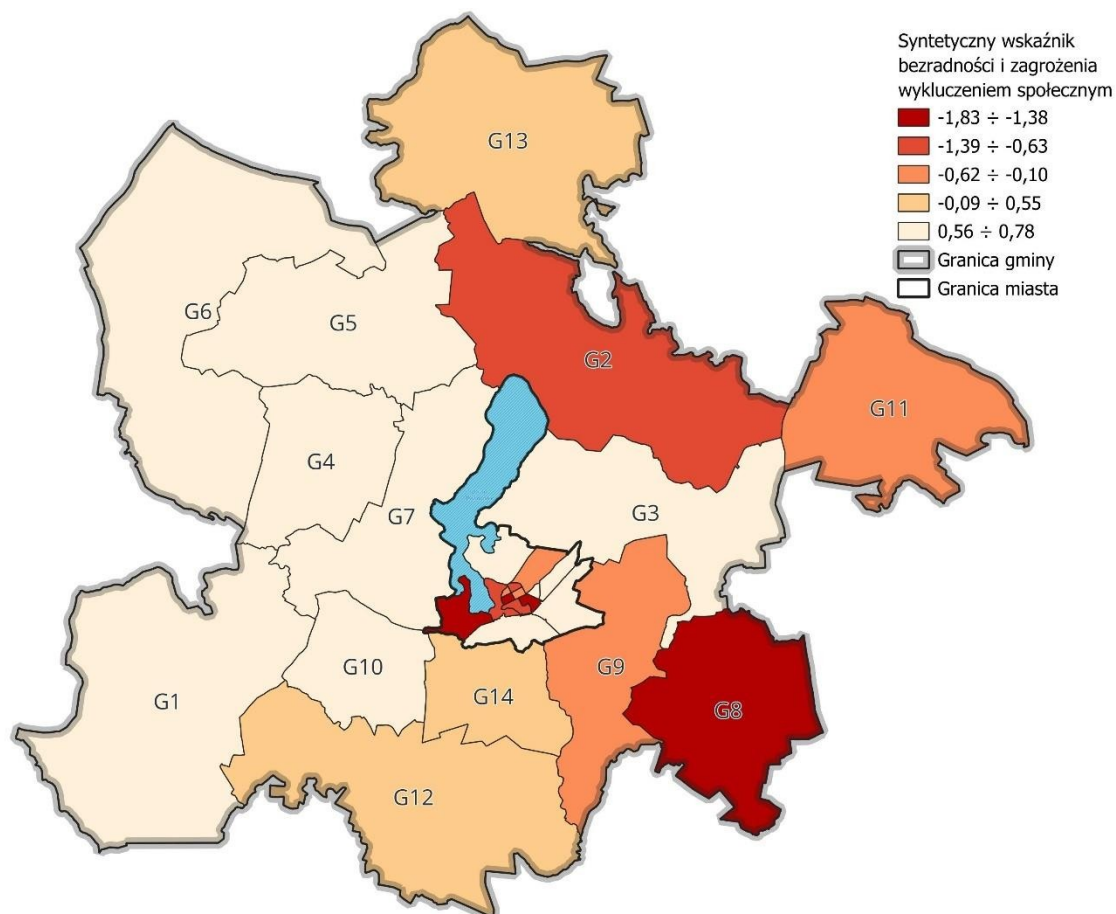 Syntetyczny wskaźnik
bezradności i zagrożenia
wykluczeniem społecznym
-1,83 ÷ -1,38
-1,39 ÷ -0,63
-0,62 ÷ -0,10
-0,09 ÷ 0,55
0,56 ÷ 0,78
Granica gminy
Granica miasta
G13
G6
G5
G2
G11
G4
G7
G3
G10
G9
G1
G14
G8
G12